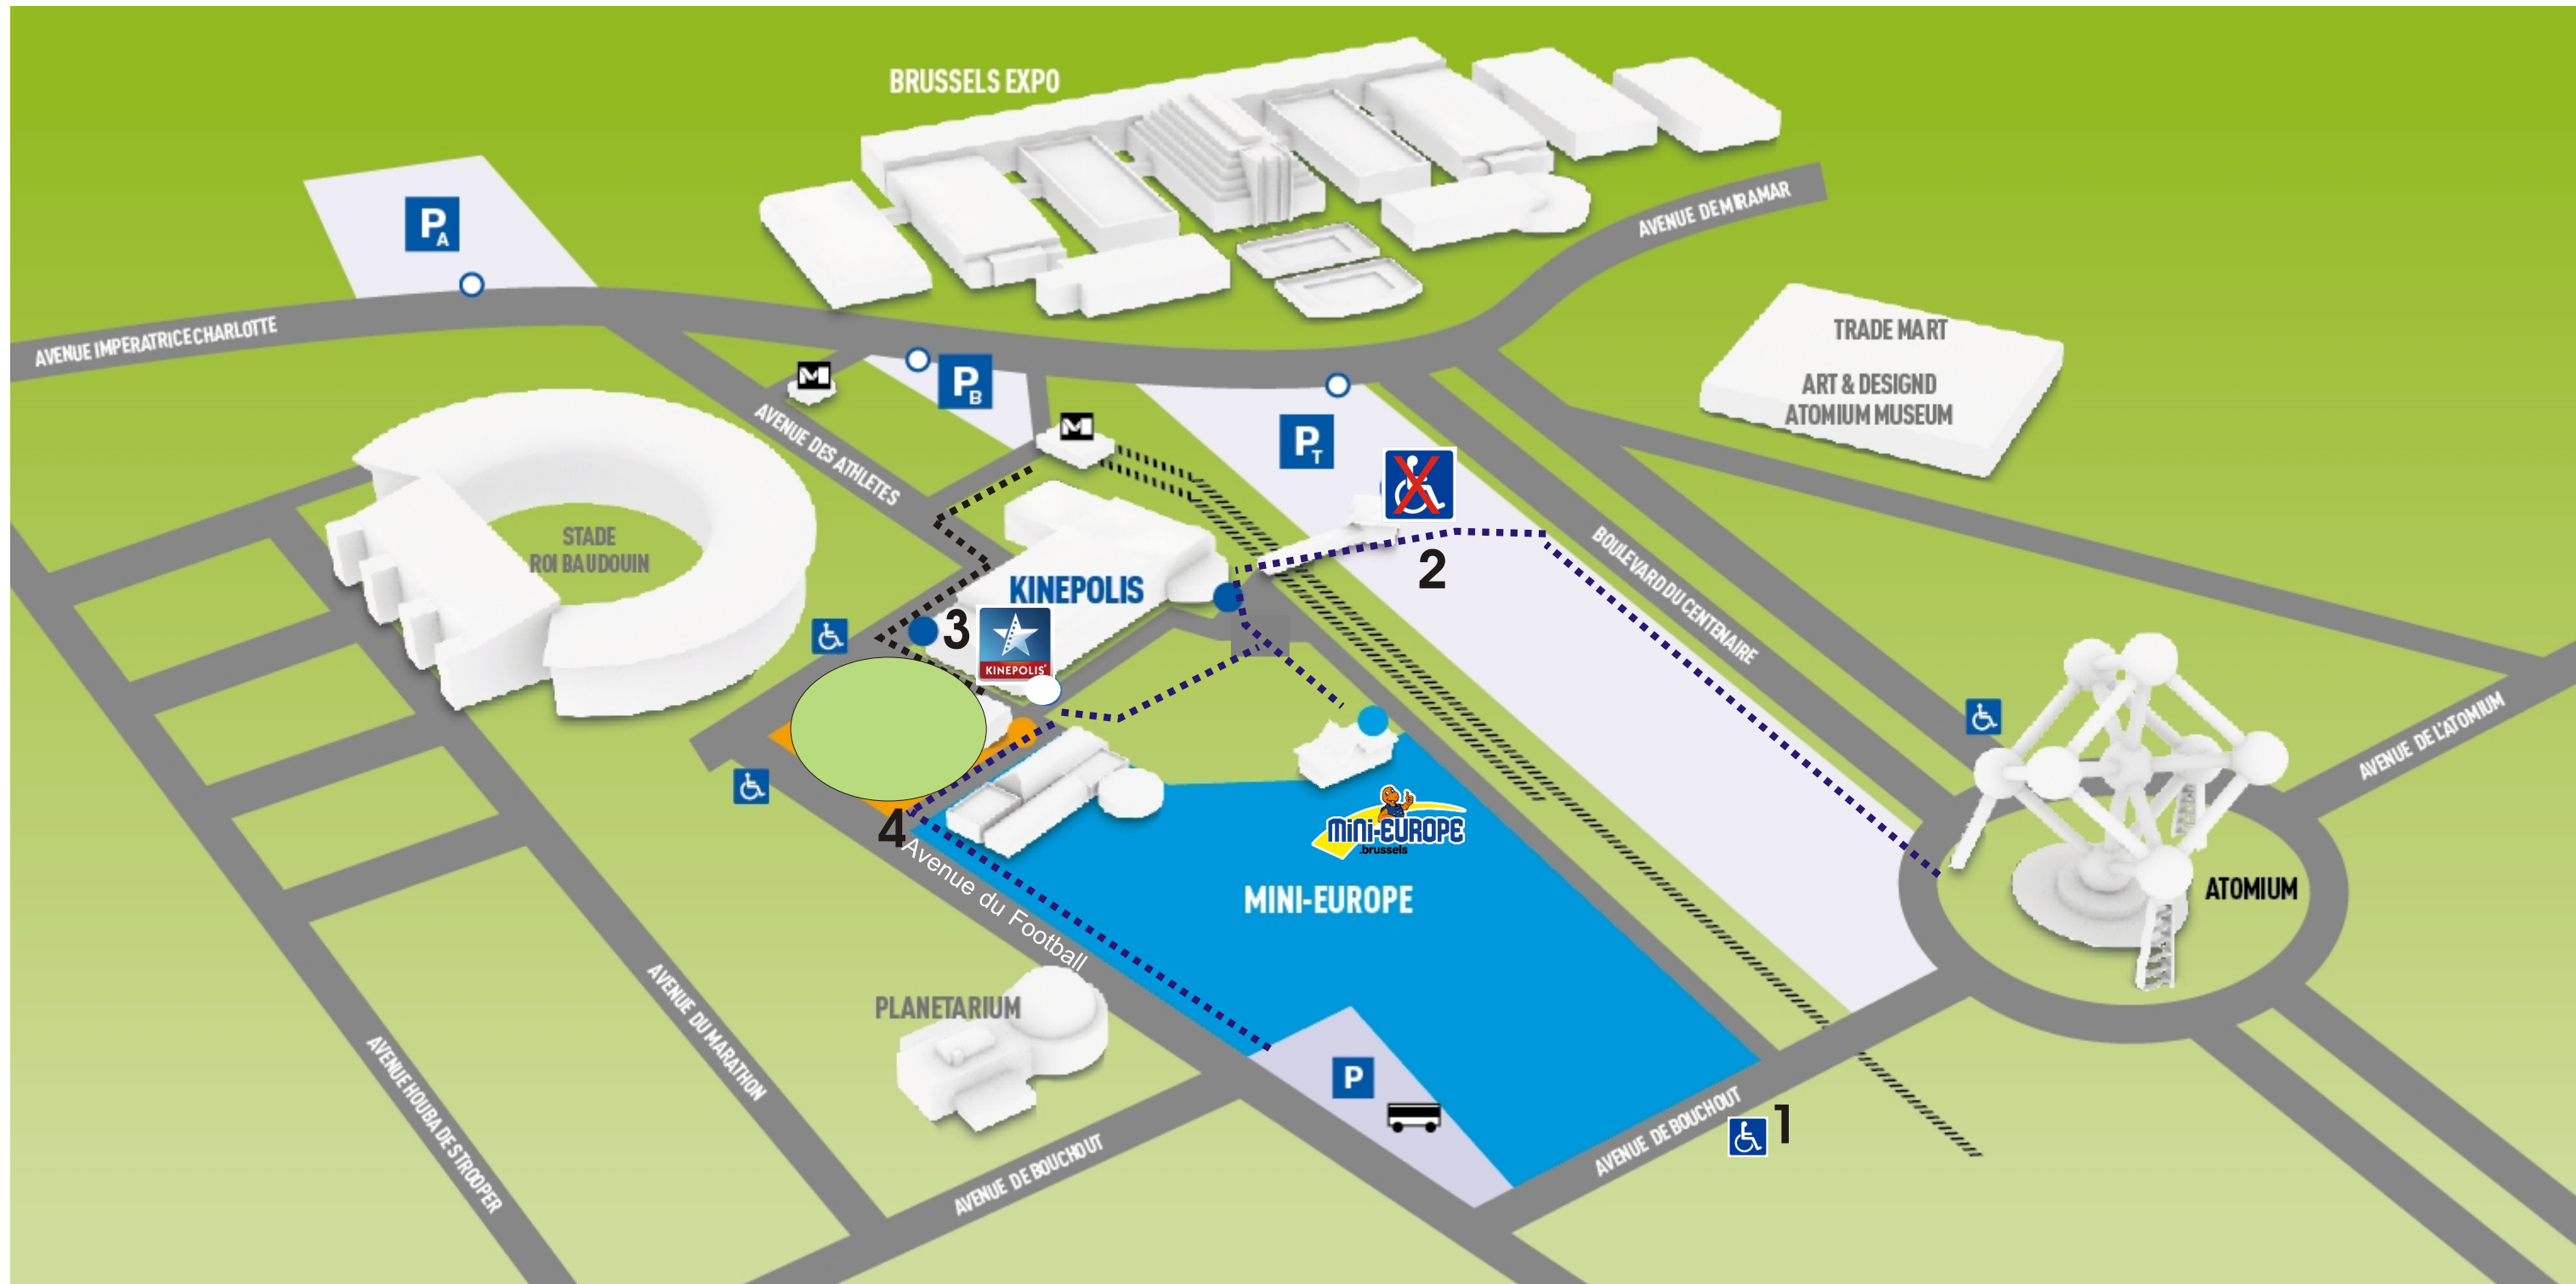 BRUSSELS EXPO
AVENUE DE MIRAMAR
P
A
AVENUE IMPERATRICE CHARLOTTE
TRADE MART
ART & DESIGND
ATOMIUM MUSEUM
M
P
B
M
AVENUE DES ATHLETES
P
T
STADE
ROI BAUDOUIN
2
BOULEVARD DU CENTENAIRE
KINEPOLIS
3
KINEPOLIS
AVENUE DE L'ATOMIUM
4
MINI-EUROPE
.brussels
Avenue du Football
MINI-EUROPE
ATOMIUM
PLANETARIUM
AVENUE DU MARATHON
AVENUE HOUBA DE STROOPER
P
AVENUE DE BOUCHOUT
1
AVENUE DE BOUCHOUT